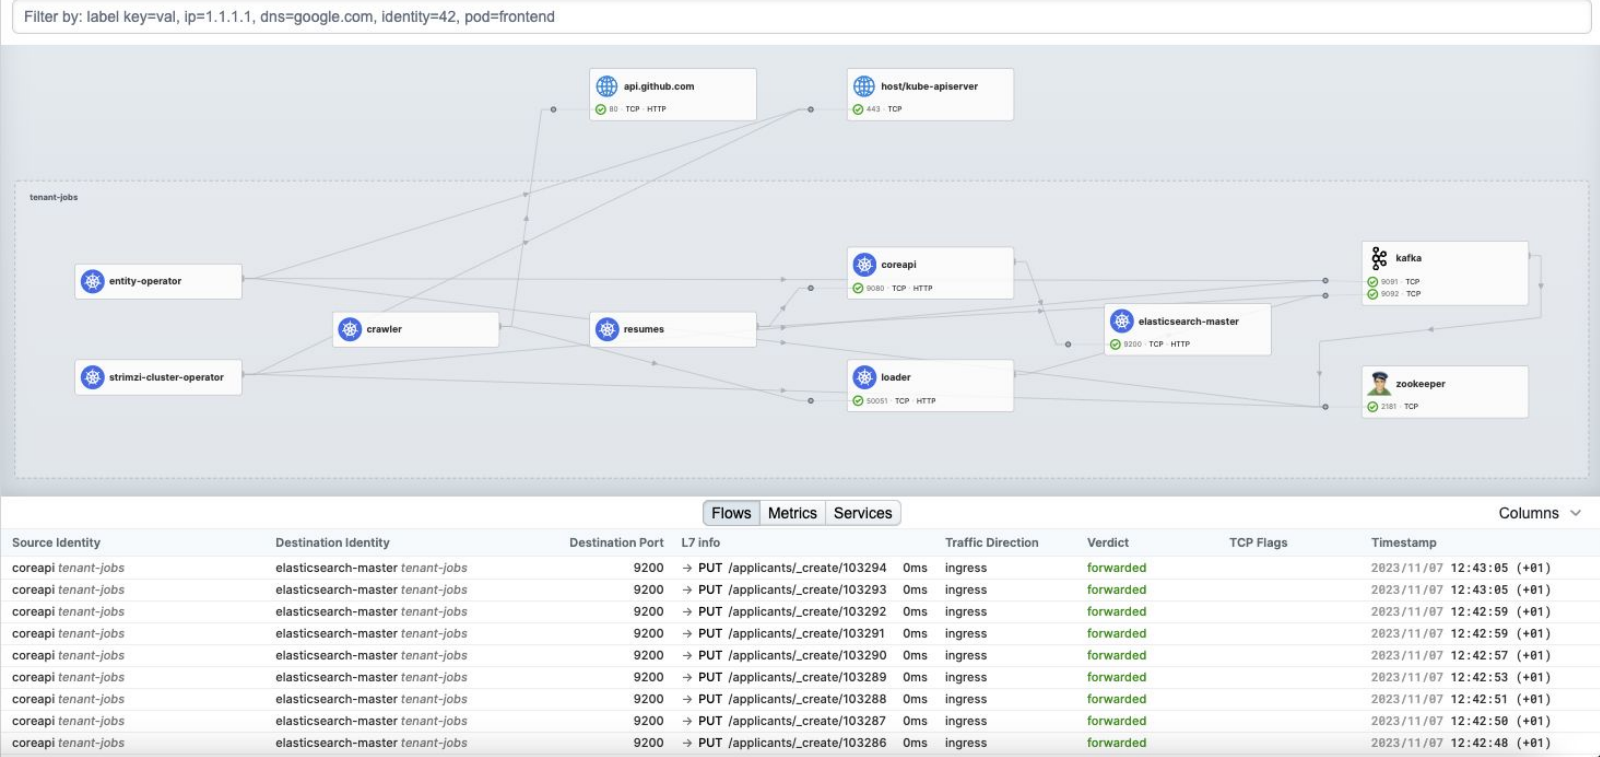 Filter by: label key=val, ip=1.1.1.1, dns=google.com, identity=42, pod=frontend
api.github.com
80 · TCP · HTTP
host/kube-apiserver
443 · TCP
tenant-jobs
entity-operator
crawler
strimzi-cluster-operator
resumes
coreapi
9080 · TCP · HTTP
loader
50051 · TCP · HTTP
elasticsearch-master
9200 · TCP · HTTP
kafka
9091 · TCP
9092 · TCP
zookeeper
2181 · TCP
Flows Metrics Services Columns
Source Identity Destination Identity Destination Port L7 info Traffic Direction Verdict TCP Flags Timestamp
coreapi tenant-jobs elasticsearch-master tenant-jobs 9200 → PUT /applicants/_create/103294 0ms ingress forwarded 2023/11/07 12:43:05 (+01)
coreapi tenant-jobs elasticsearch-master tenant-jobs 9200 → PUT /applicants/_create/103293 0ms ingress forwarded 2023/11/07 12:43:05 (+01)
coreapi tenant-jobs elasticsearch-master tenant-jobs 9200 → PUT /applicants/_create/103292 0ms ingress forwarded 2023/11/07 12:42:59 (+01)
coreapi tenant-jobs elasticsearch-master tenant-jobs 9200 → PUT /applicants/_create/103291 0ms ingress forwarded 2023/11/07 12:42:59 (+01)
coreapi tenant-jobs elasticsearch-master tenant-jobs 9200 → PUT /applicants/_create/103290 0ms ingress forwarded 2023/11/07 12:42:57 (+01)
coreapi tenant-jobs elasticsearch-master tenant-jobs 9200 → PUT /applicants/_create/103289 0ms ingress forwarded 2023/11/07 12:42:53 (+01)
coreapi tenant-jobs elasticsearch-master tenant-jobs 9200 → PUT /applicants/_create/103288 0ms ingress forwarded 2023/11/07 12:42:51 (+01)
coreapi tenant-jobs elasticsearch-master tenant-jobs 9200 → PUT /applicants/_create/103287 0ms ingress forwarded 2023/11/07 12:42:50 (+01)
coreapi tenant-jobs elasticsearch-master tenant-jobs 9200 → PUT /applicants/_create/103286 0ms ingress forwarded 2023/11/07 12:42:48 (+01)